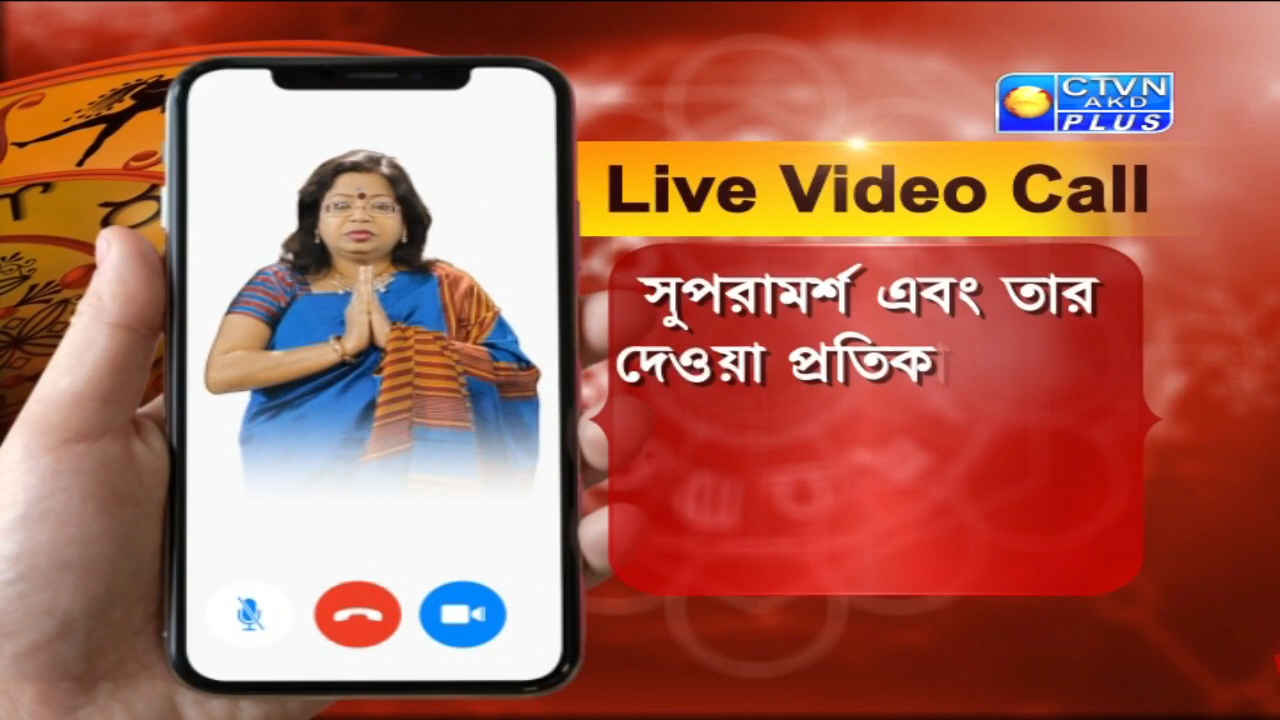 CTVN
AKD
PLUS
Live Video Call
সুপরামর্শ এবং তার
দেওয়া প্রতিকা